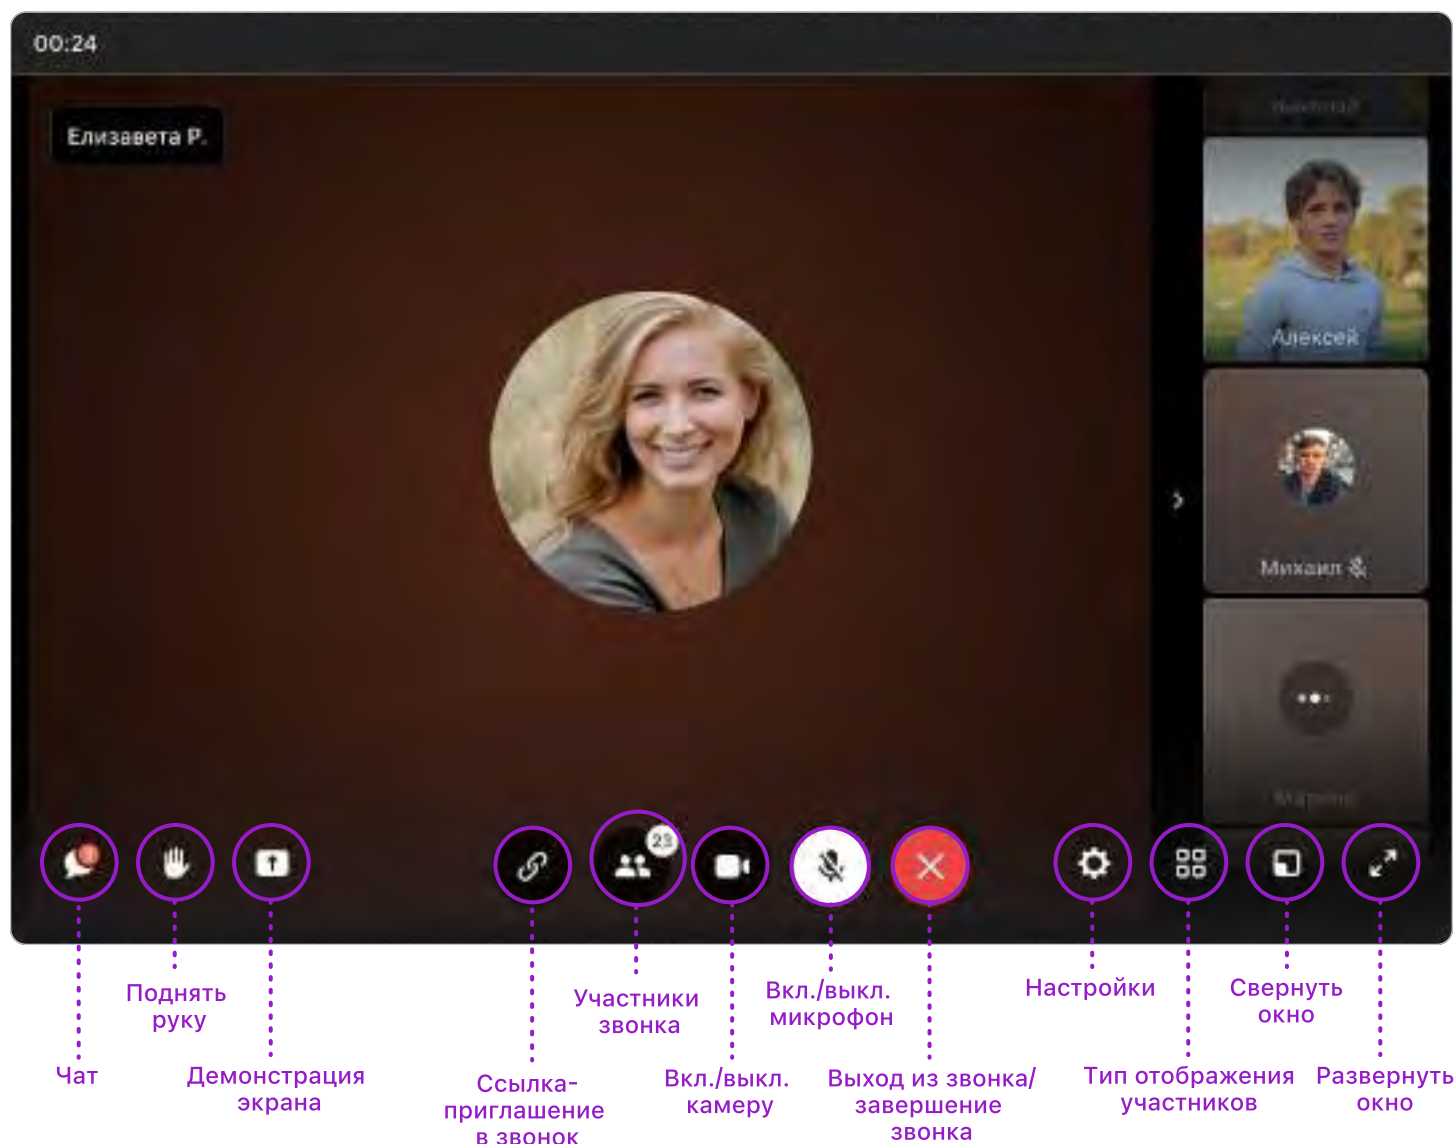 00:24
Елизавета Р.
Алексей
Михаил
23
Поднять
руку
Участники
звонка
Вкл./выкл.
микрофон
Настройки
Свернуть
окно
Чат
Демонстрация
экрана
Ссылка-
приглашение
в звонок
Вкл./выкл.
камеру
Выход из звонка/
завершение
звонка
Тип отображения
участников
Развернуть
окно